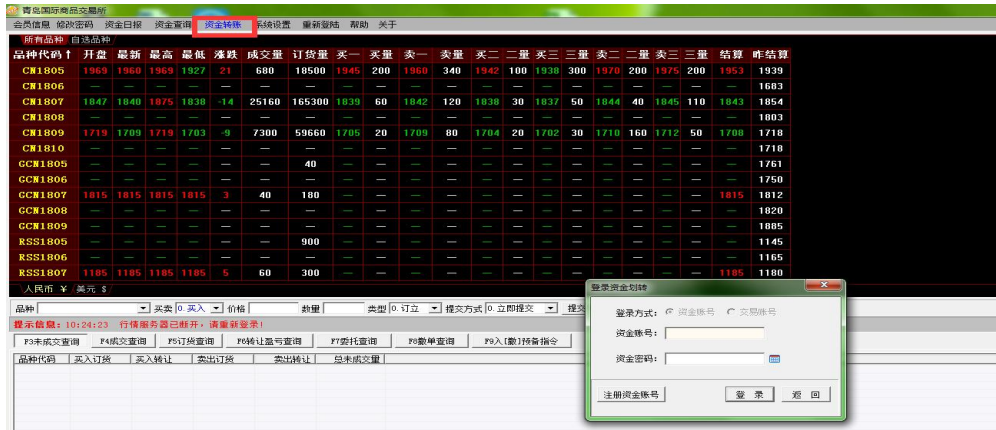 青岛国际商品交易所
会员信息 修改密码 资金日报 资金查询 资金转账 系统设置 重新登陆 帮助 关于
所有品种 自选品种
品种代码↑ 开盘 最新 最高 最低 涨跌 成交量 订货量 买一 买量 卖一 卖量 买二 二量 买三 三量 卖二 二量 卖三 三量 结算 昨结算
CN1805 1969 1960 1969 1927 21 680 18500 1945 200 1960 340 1942 100 1938 300 1970 200 1975 200 1953 1939
CN1806 — — — — — — — — — — — — — — — — — — — — 1683
CN1807 1847 1840 1875 1838 -14 25160 165300 1839 60 1842 120 1838 30 1837 50 1844 40 1845 110 1843 1854
CN1808 — — — — — — — — — — — — — — — — — — — — 1803
CN1809 1719 1709 1719 1703 -9 7300 59660 1705 20 1709 80 1704 20 1702 30 1710 160 1712 50 1708 1718
CN1810 — — — — — — — — — — — — — — — — — — — — 1718
GCN1805 — — — — — — 40 — — — — — — — — — — — — — 1761
GCN1806 — — — — — — — — — — — — — — — — — — — — 1750
GCN1807 1815 1815 1815 1815 3 40 180 — — — — — — — — — — — — 1815 1812
GCN1808 — — — — — — — — — — — — — — — — — — — — 1820
GCN1809 — — — — — — — — — — — — — — — — — — — — 1885
RSS1805 — — — — — — 900 — — — — — — — — — — — — — 1145
RSS1806 — — — — — — — — — — — — — — — — — — — — 1165
RSS1807 1185 1185 1185 1185 5 60 300 — — — — — — — — — — — — 1185 1180
人民币 ¥ 美元 $
品种 买卖 0.买入 价格 数量 类型 0.订立 提交方式 0.立即提交 提交
提示信息: 10:24:23 行情服务器已断开，请重新登录!
F3未成交查询 F4成交查询 F5订货查询 F6转让盈亏查询 F7委托查询 F8撤单查询 F9入[撤]预备指令
品种代码 买入订货 买入转让 卖出订货 卖出转让 总未成交量
登录资金划转
登录方式: 资金账号 交易账号
资金账号:
资金密码:
注册资金账号 登 录 返 回